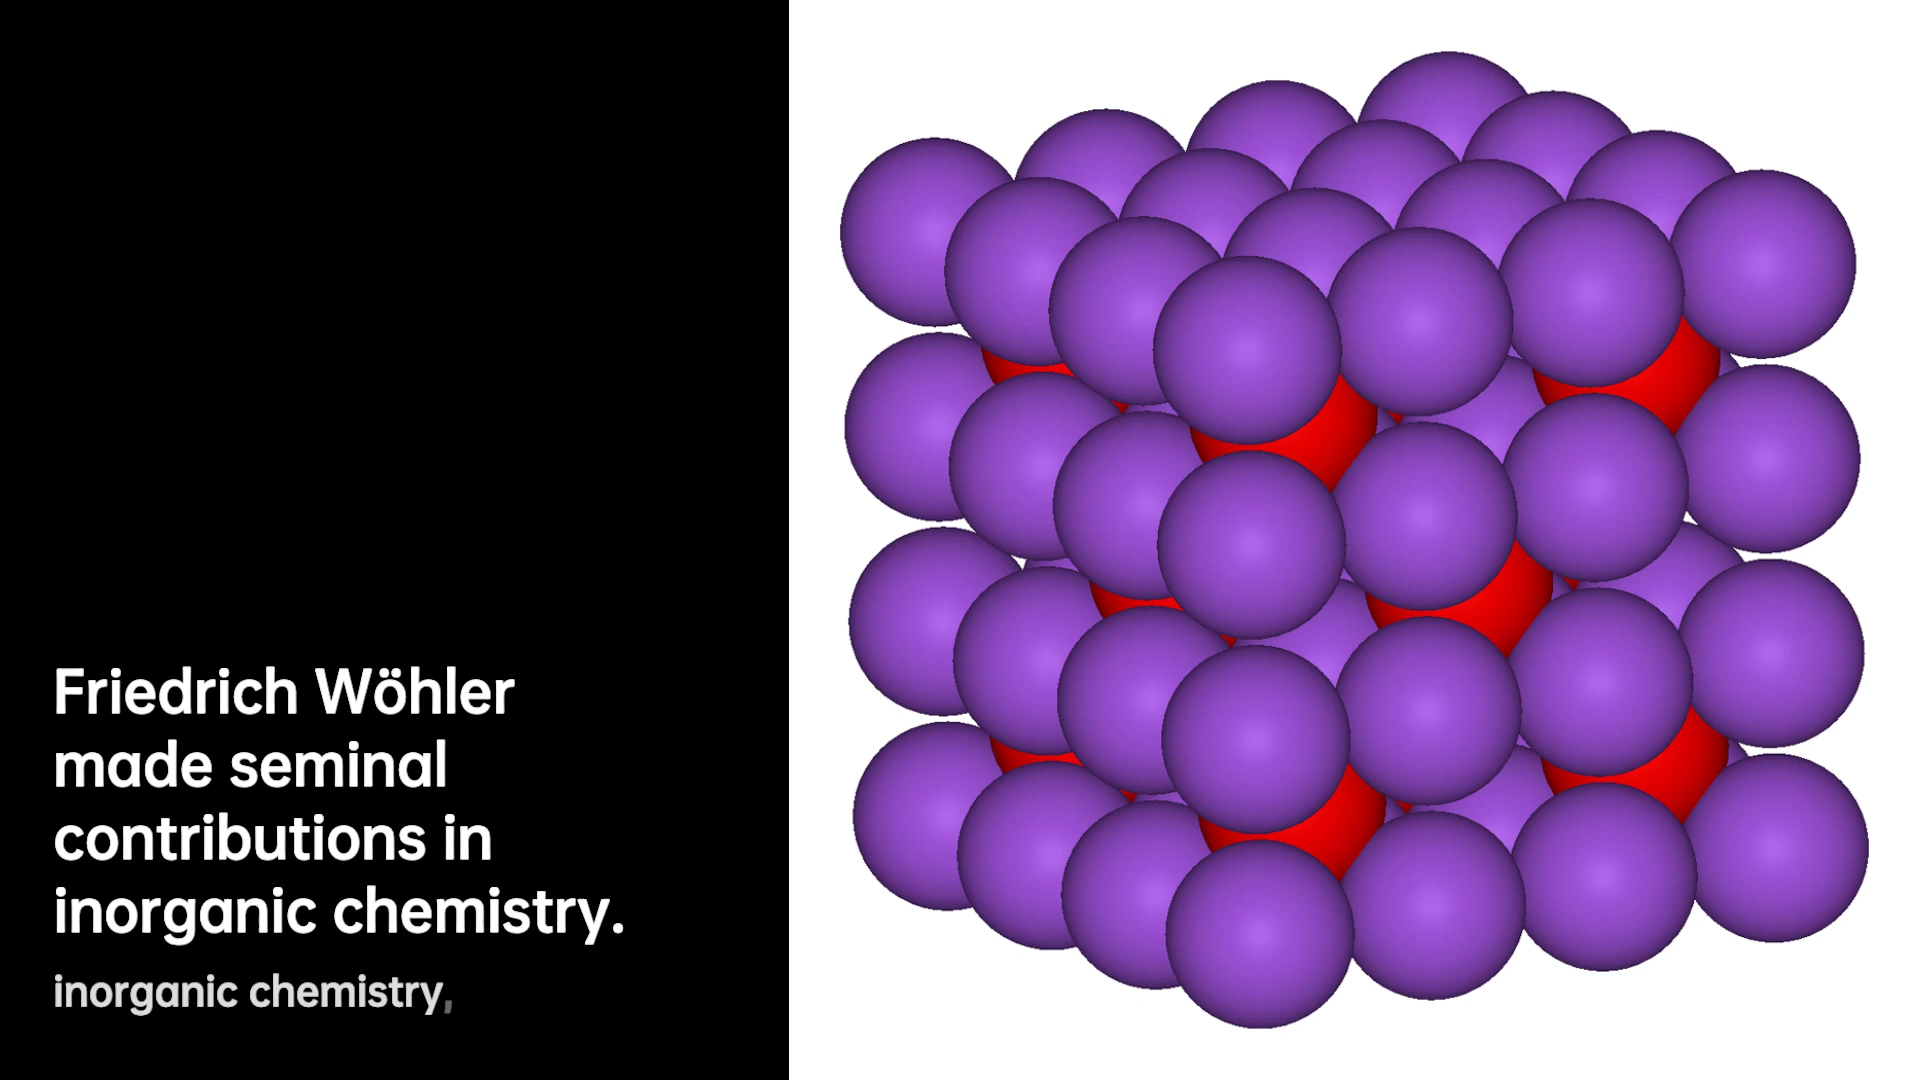 Friedrich Wöhler
made seminal
contributions in
inorganic chemistry.
inorganic chemistry,